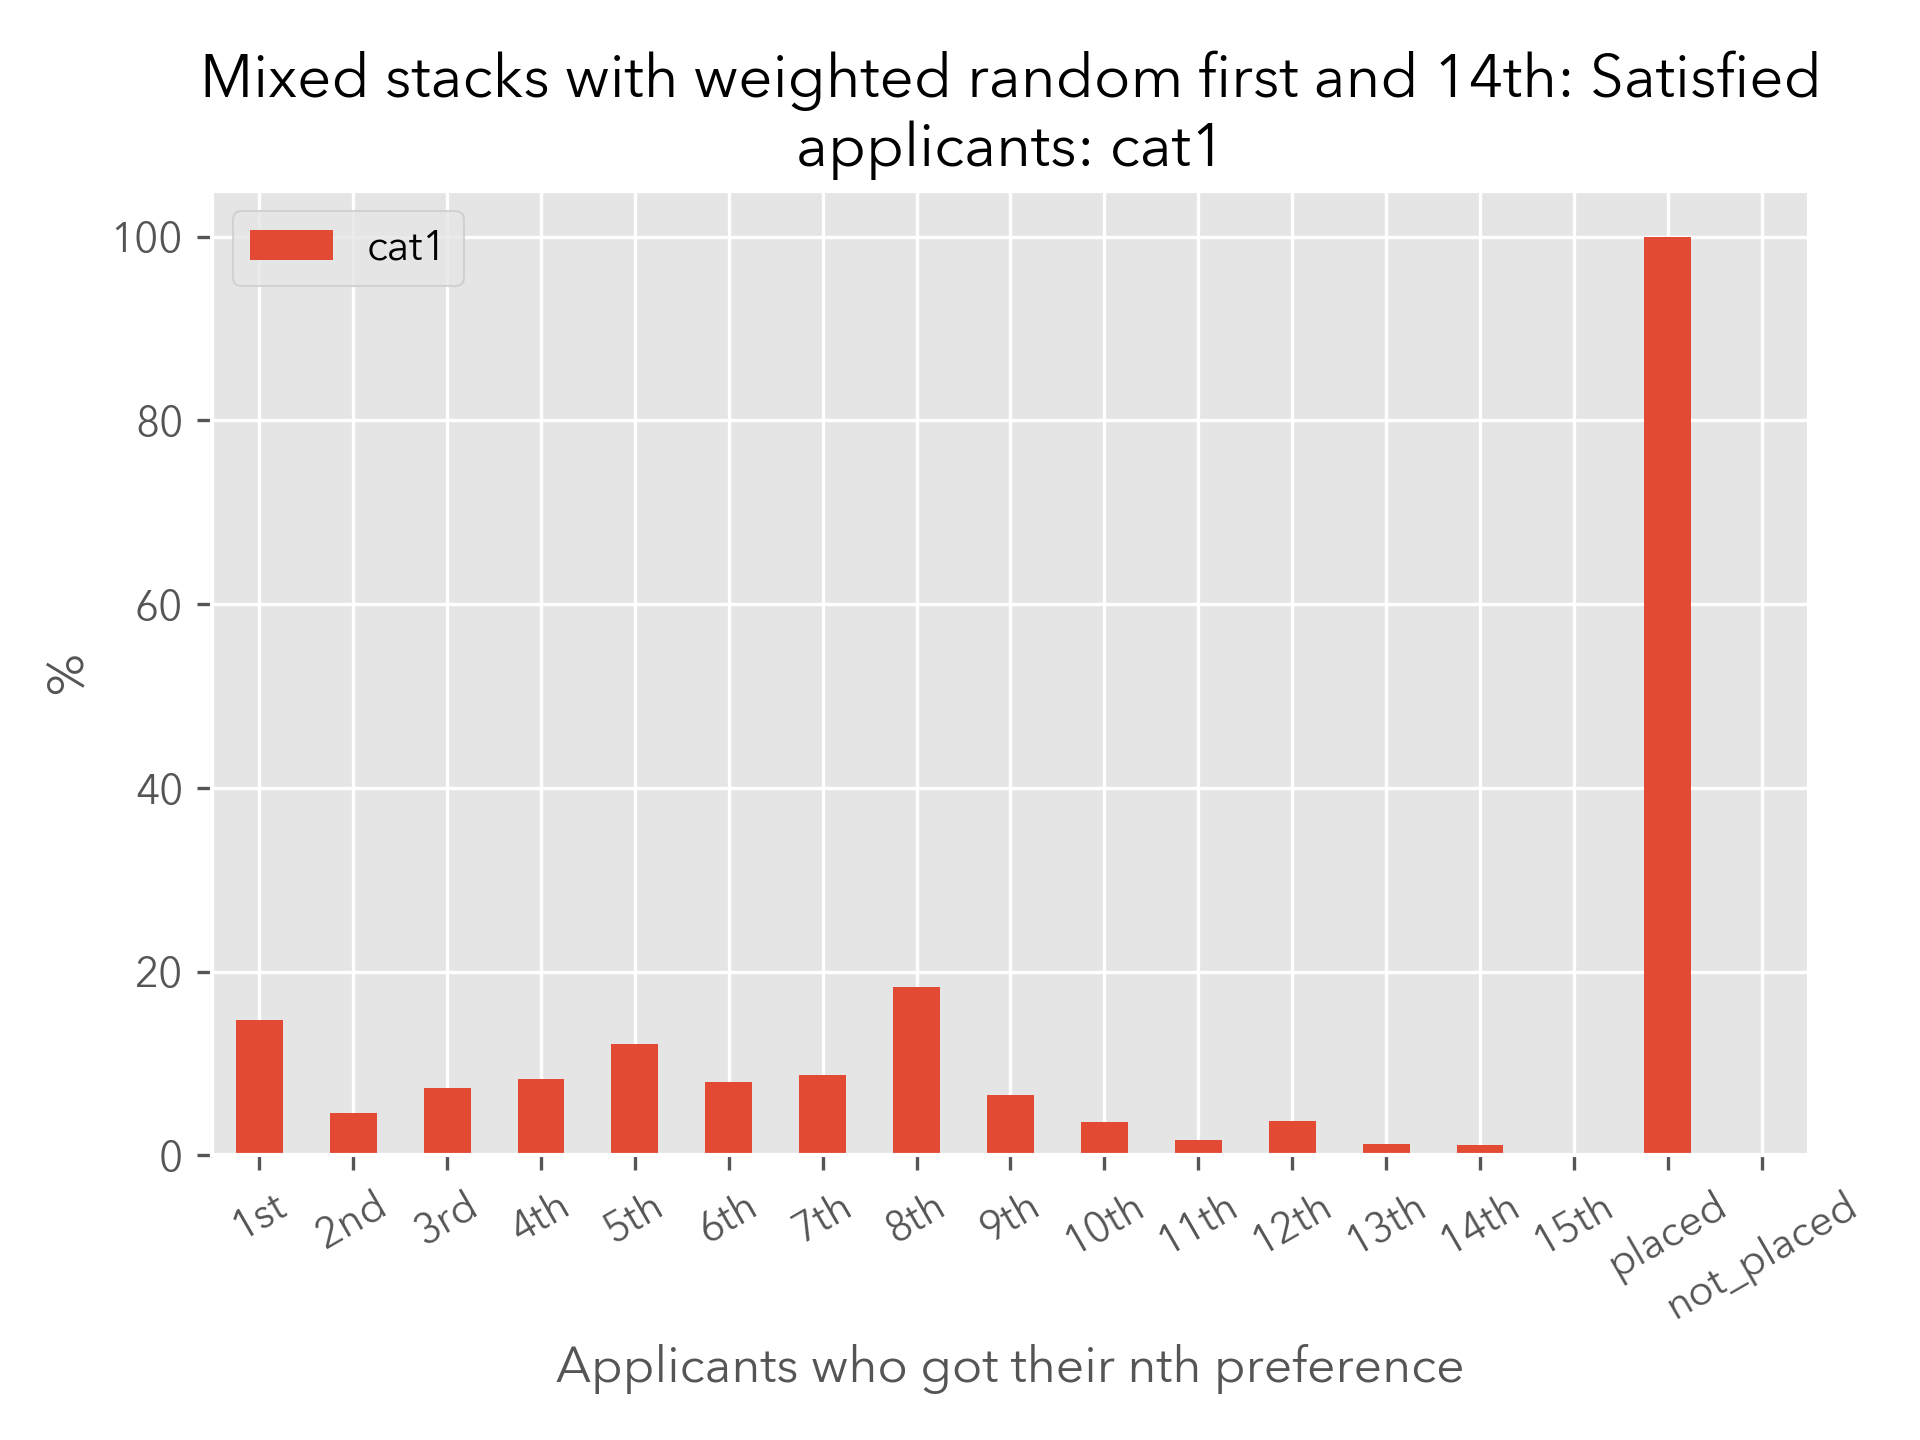 Mixed stacks with weighted random first and 14th: Satisfied
applicants: cat1
cat1
100
80
60
40
20
0
%
1st 2nd 3rd 4th 5th 6th 7th 8th 9th 10th 11th 12th 13th 14th 15th placed not_placed
Applicants who got their nth preference